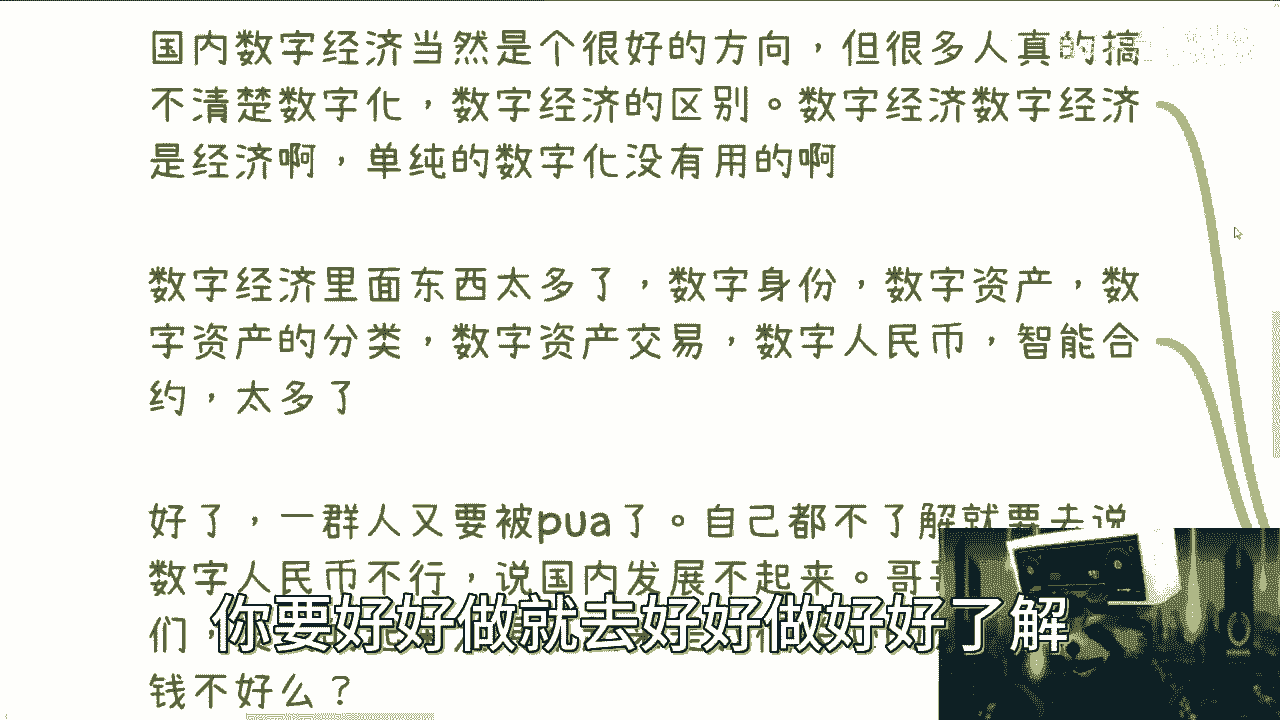 国内数字经济当然是个很好的方向，但很多人真的搞
不清楚数字化，数字经济的区别。数字经济数字经济
是经济啊，单纯的数字化没有用的啊
数字经济里面东西太多了，数字身份，数字资产，数
字资产的分类，数字资产交易，数字人民币，智能合
约，太多了
好了，一群人又要被pua了。自己都不了解就要去说
数字人民币不行，说国内发展不起来。哥
们，
你要好好做就去好好做好好了解
钱不好么？